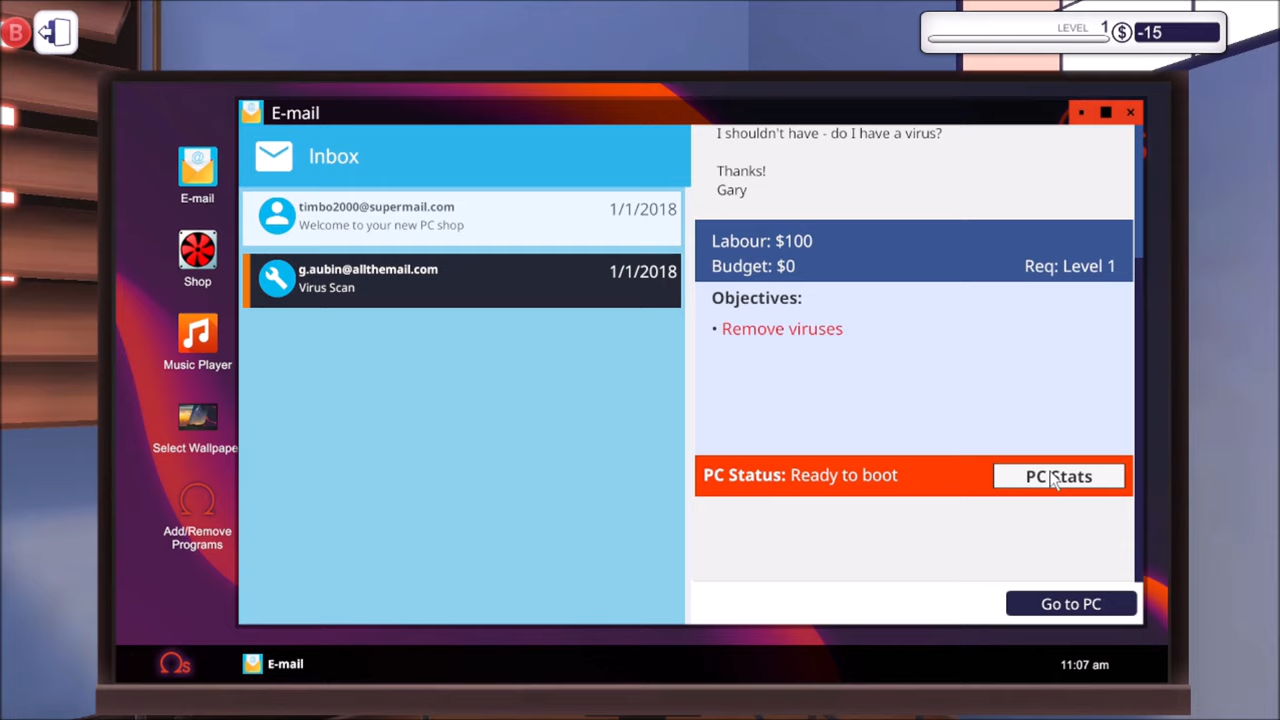 B
LEVEL 1 $ -15
E-mail
Inbox
timbo2000@supermail.com 1/1/2018
Welcome to your new PC shop
g.aubin@allthemail.com 1/1/2018
Virus Scan
I shouldn't have - do I have a virus?
Thanks!
Gary
Labour: $100
Budget: $0 Req: Level 1
Objectives:
• Remove viruses
PC Status: Ready to boot PC Stats
Go to PC
E-mail
Shop
Music Player
Select Wallpape
Add/Remove
Programs
Ωs E-mail 11:07 am